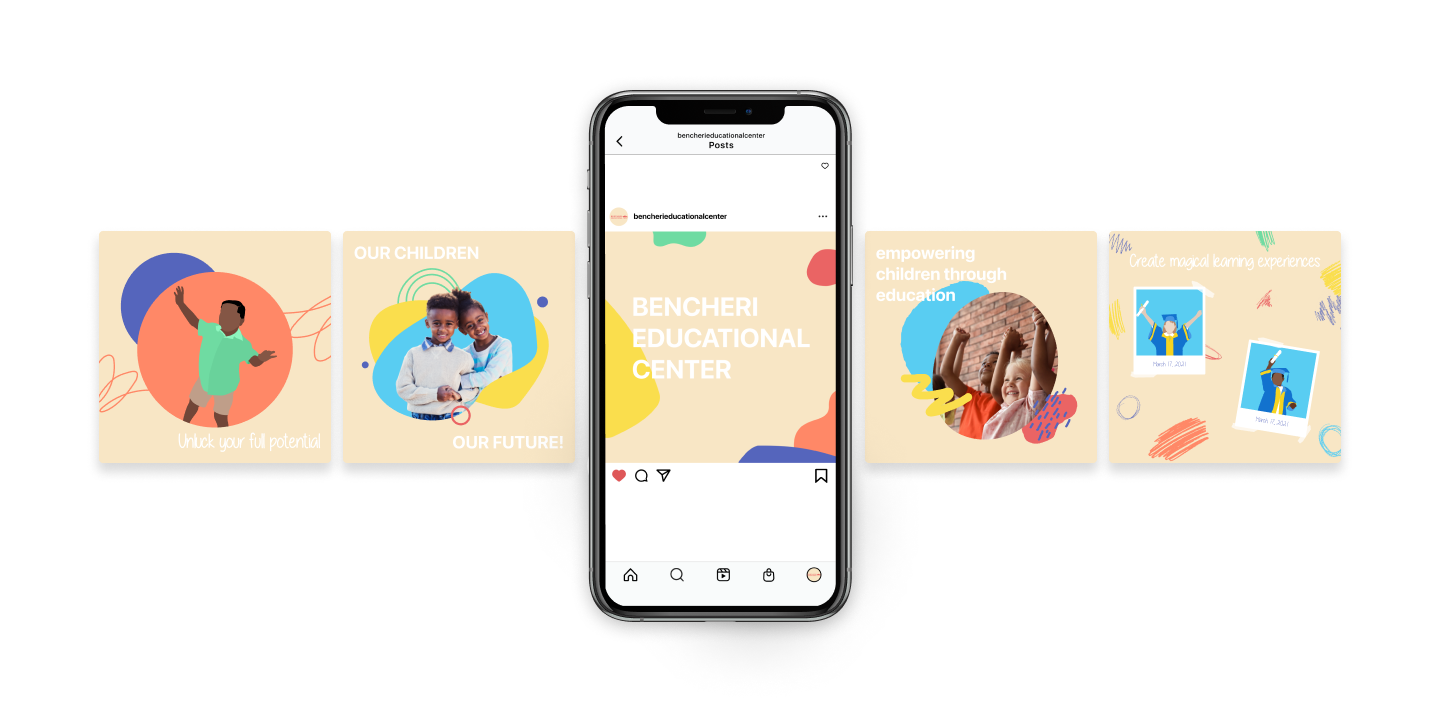 Unlock your full potential
OUR CHILDREN
OUR FUTURE!
bencherieducationalcenter
Posts
bencherieducationalcenter
BENCHERI
EDUCATIONAL
CENTER
empowering
children through
education
Create magical learning experiences
March 17, 2021
March 17, 2021